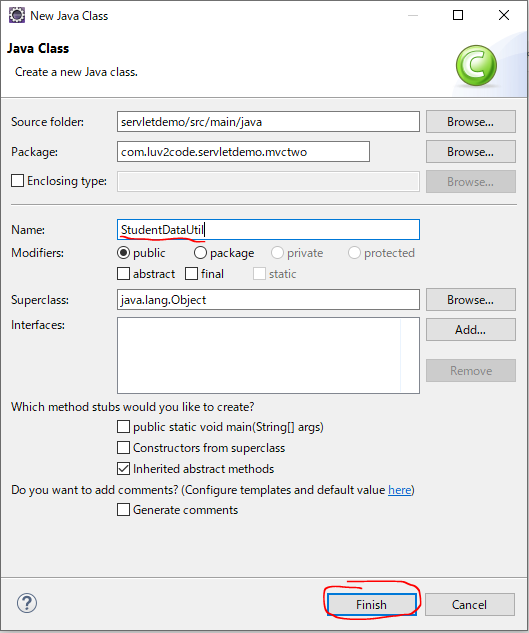 New Java Class
Java Class
Create a new Java class.
Source folder: servletdemo/src/main/java Browse...
Package: com.luv2code.servletdemo.mvctwo Browse...
Enclosing type: Browse...
Name: StudentDataUtil
Modifiers: public package private protected
abstract final static
Superclass: java.lang.Object Browse...
Interfaces: Add...
Remove
Which method stubs would you like to create?
public static void main(String[] args)
Constructors from superclass
Inherited abstract methods
Do you want to add comments? (Configure templates and default value here)
Generate comments
? Finish Cancel